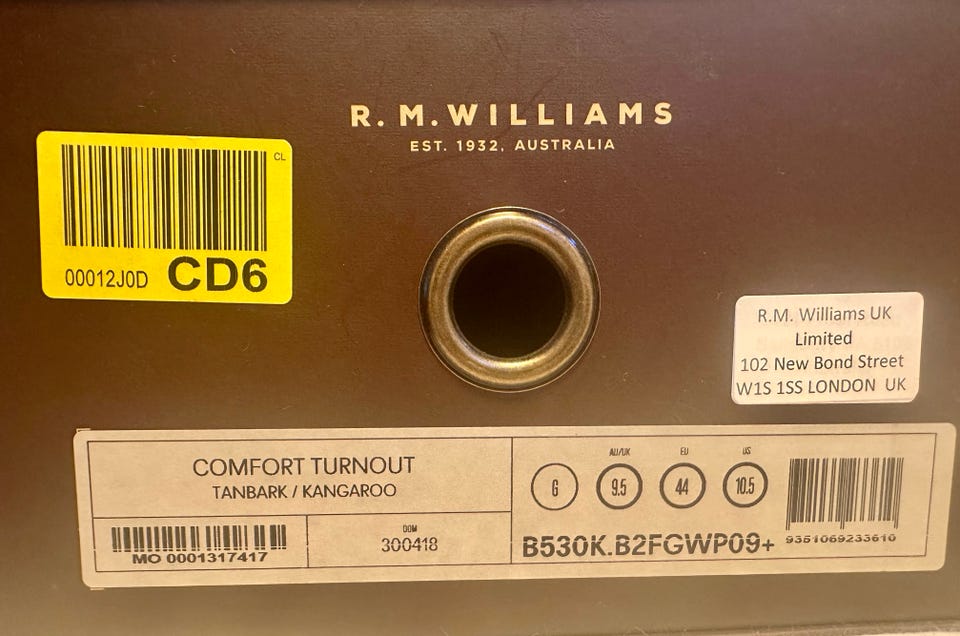 R.M.WILLIAMS
EST. 1932, AUSTRALIA
CL
00012J0D CD6
R.M. Williams UK
Limited
102 New Bond Street
W1S 1SS LONDON UK
COMFORT TURNOUT
TANBARK / KANGAROO
MO 0001317417
DOM
300418
AU/UK EU US
G 9.5 44 10.5
B530K.B2FGWP09+
9351069233610